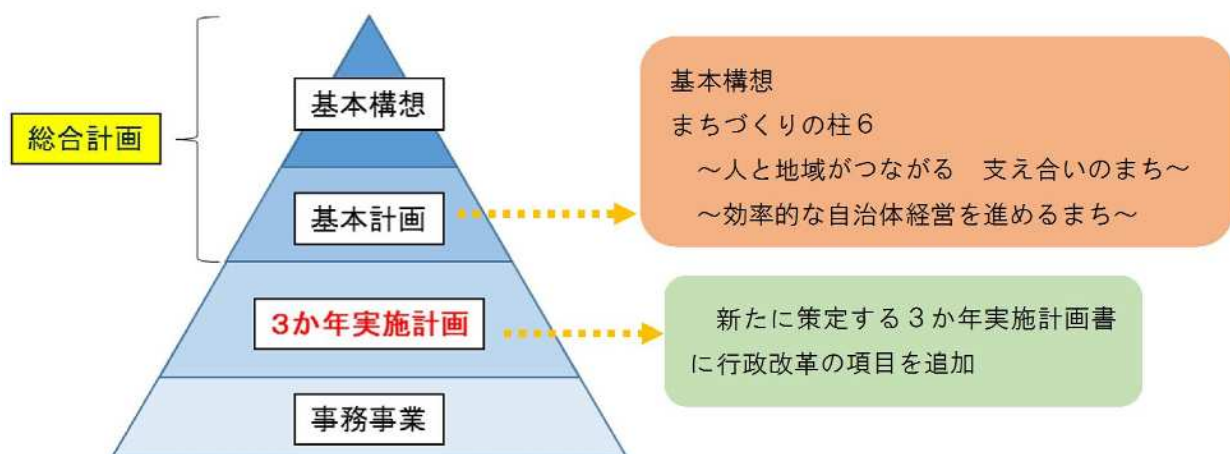 総合計画
基本構想
基本計画
3か年実施計画
事務事業
基本構想
まちづくりの柱６
～人と地域がつながる　支え合いのまち～
～効率的な自治体経営を進めるまち～
新たに策定する３か年実施計画書
に行政改革の項目を追加